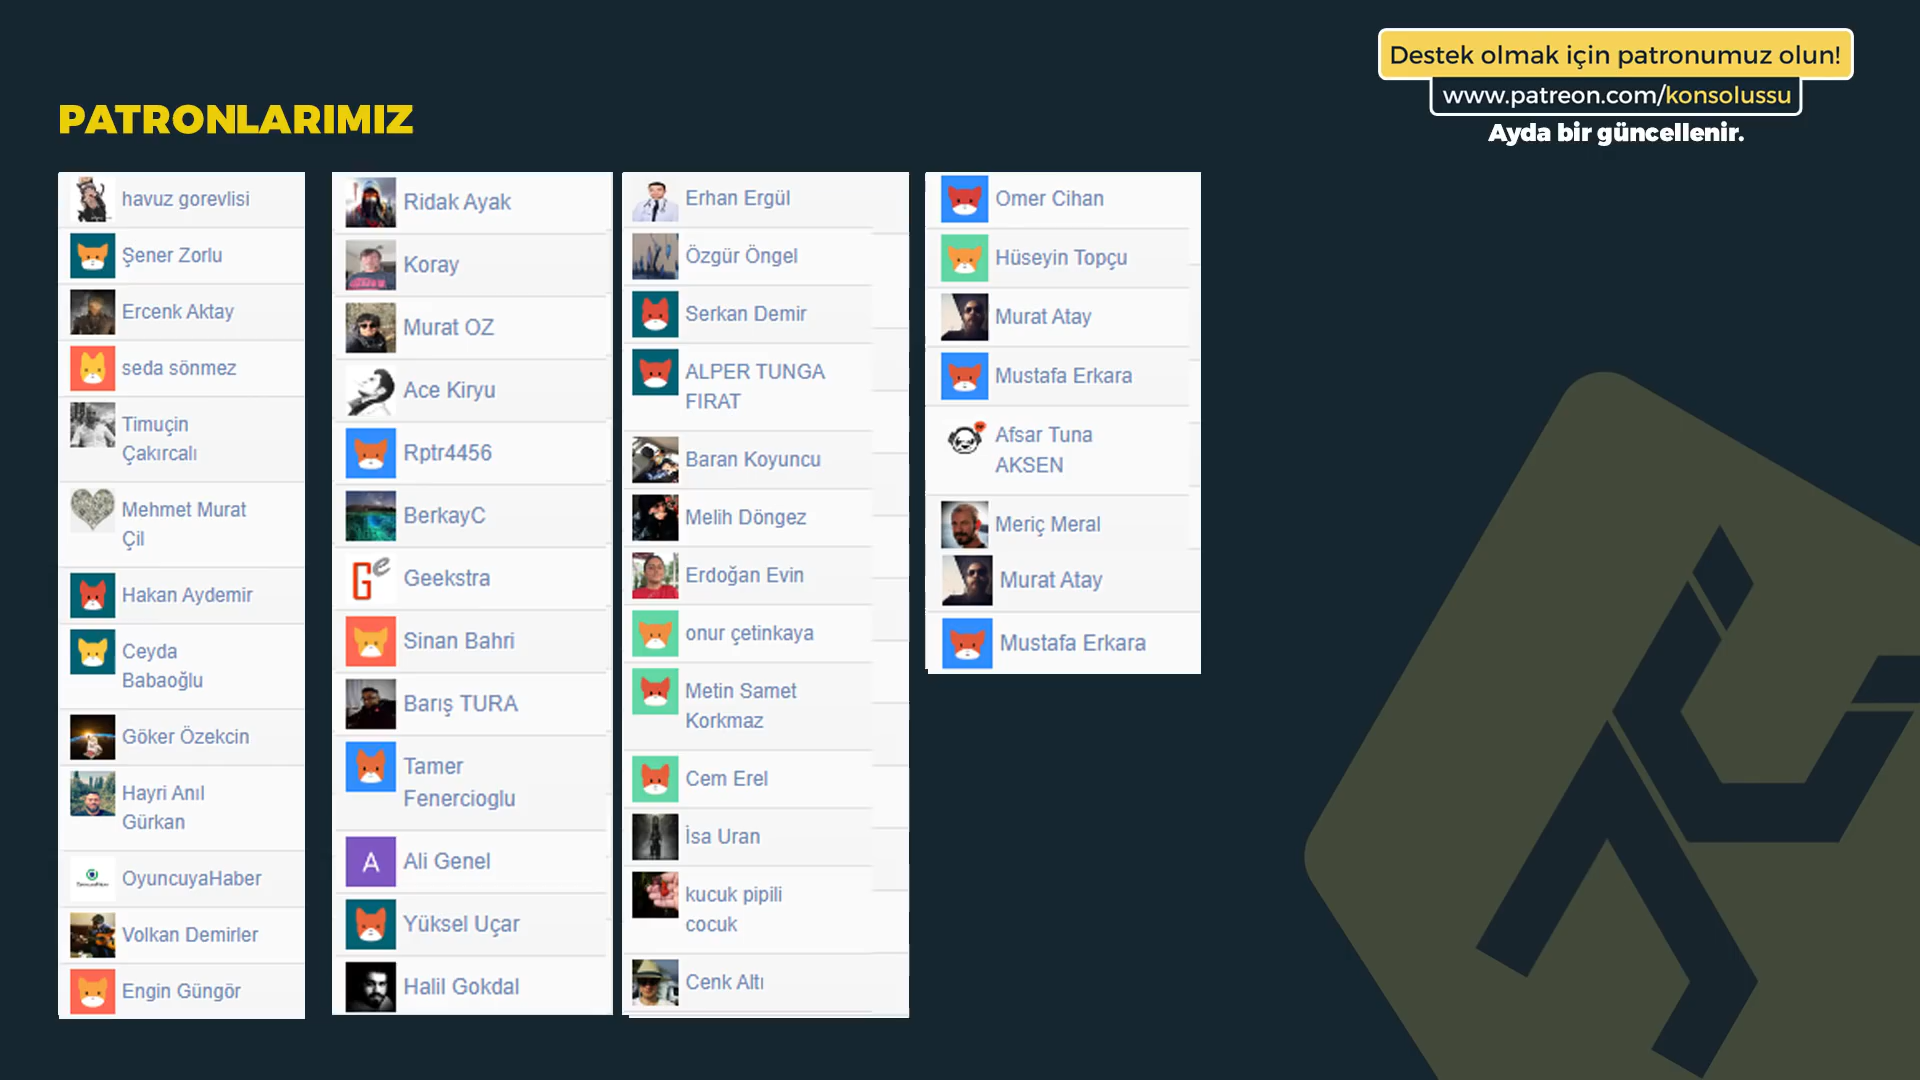 Destek olmak için patronumuz olun!
www.patreon.com/konsolussu
Ayda bir güncellenir.
PATRONLARIMIZ
havuz gorevlisi
Şener Zorlu
Ercenk Aktay
seda sönmez
Timuçin
Çakırcalı
Mehmet Murat
Çil
Hakan Aydemir
Ceyda
Babaoğlu
Göker Özekcin
Hayri Anıl
Gürkan
OyuncuyaHaber
Volkan Demirler
Engin Güngör
Ridak Ayak
Koray
Murat OZ
Ace Kiryu
Rptr4456
BerkayC
Ge
Geekstra
Sinan Bahri
Barış TURA
Tamer
Fenercioglu
A
Ali Genel
Yüksel Uçar
Halil Gokdal
Erhan Ergül
Özgür Öngel
Serkan Demir
ALPER TUNGA
FIRAT
Baran Koyuncu
Melih Döngez
Erdoğan Evin
onur çetinkaya
Metin Samet
Korkmaz
Cem Erel
İsa Uran
kucuk pipili
cocuk
Cenk Altı
Omer Cihan
Hüseyin Topçu
Murat Atay
Mustafa Erkara
Afsar Tuna
AKSEN
Meriç Meral
Murat Atay
Mustafa Erkara